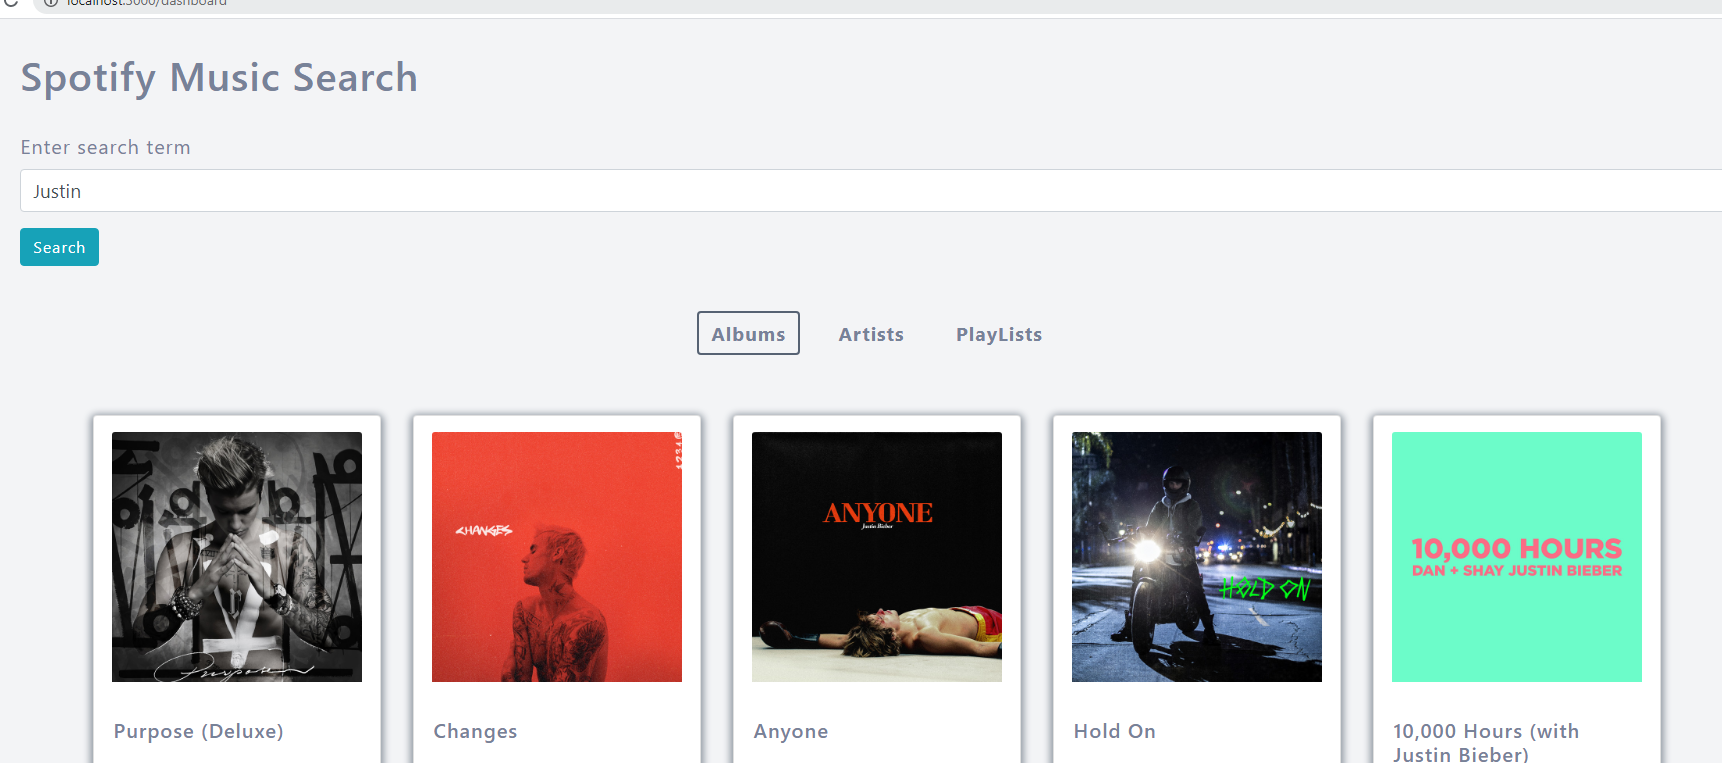 localhost:3000/dashboard
Spotify Music Search
Enter search term
Justin
Search
Albums Artists PlayLists
CHANGES
ANYONE
Justin Bieber
HOLD ON
10,000 HOURS
DAN + SHAY JUSTIN BIEBER
Purpose
Purpose (Deluxe) Changes Anyone Hold On 10,000 Hours (with
Justin Bieber)